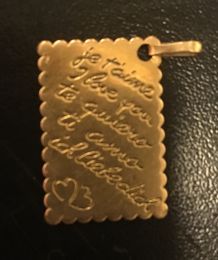 je t'aime
I love you
te quiero
ti amo
ich liebe dich